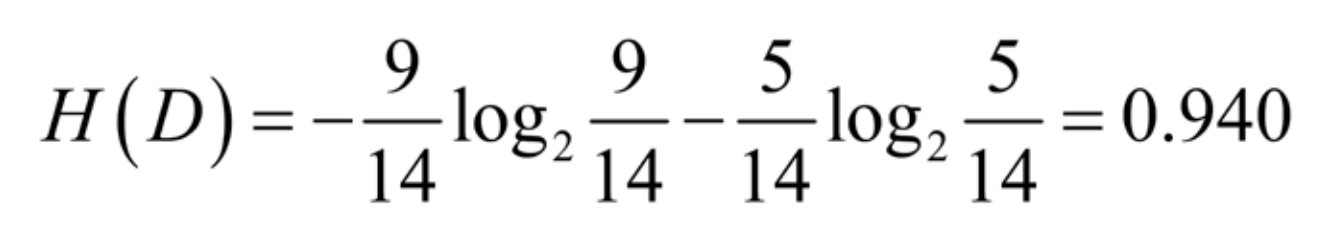 H(D) = −9/14 log₂ 9/14 − 5/14 log₂ 5/14 = 0.940